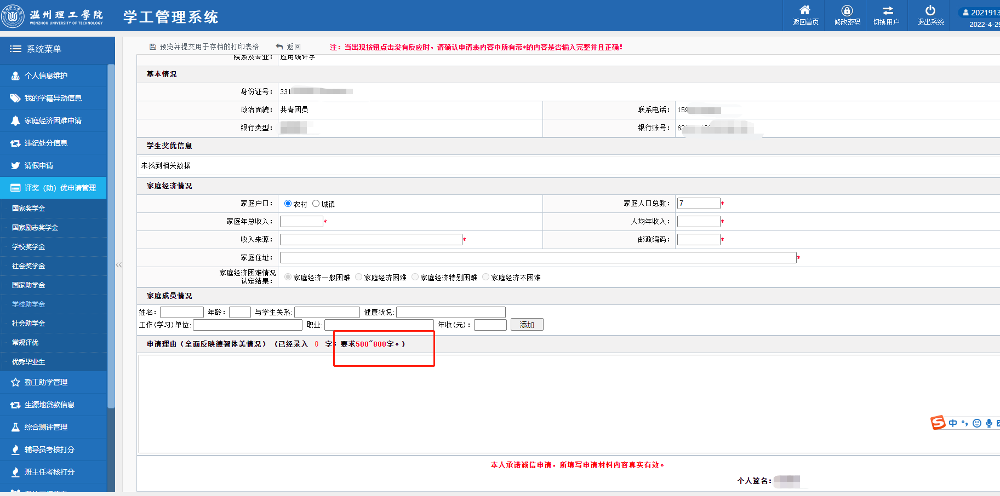 温州理工學院
WENZHOU UNIVERSITY OF TECHNOLOGY
学工管理系统
返回首页
修改密码
切换用户
退出系统
2021913
2022-4-29
系统菜单
个人信息维护
我的学籍异动信息
家庭经济困难申请
违纪处分信息
请假申请
评奖（助）优申请管理
国家奖学金
国家励志奖学金
学校奖学金
社会奖学金
国家助学金
学校助学金
社会助学金
常规评优
优秀毕业生
勤工助学管理
生源地贷款信息
综合测评管理
辅导员考核打分
班主任考核打分
预览并提交用于存档的打印表格 返回 注：当出现按钮点击没有反应时，请确认申请表内容中所有带*的内容是否输入完整并且正确！
院系及专业： 应用统计学
基本情况
身份证号： 331
政治面貌： 共青团员 联系电话： 159
银行类型： 银行账号： 62
学生奖优信息
未找到相关数据
家庭经济情况
家庭户口： 农村 城镇 家庭人口总数： 7 *
家庭年总收入： * 人均年收入： *
收入来源： * 邮政编码： *
家庭住址： *
家庭经济困难情况
认定结果： 家庭经济一般困难 家庭经济困难 家庭经济特别困难 家庭经济不困难
家庭成员情况
姓名： 年龄： 与学生关系: 健康状况:
工作(学习)单位: 职业: 年收(元)： 添加
申请理由（全面反映德智体美情况）（已经录入 0 字；要求500~800字。）
中
本人承诺诚信申请，所填写申请材料内容真实有效。
个人签名：